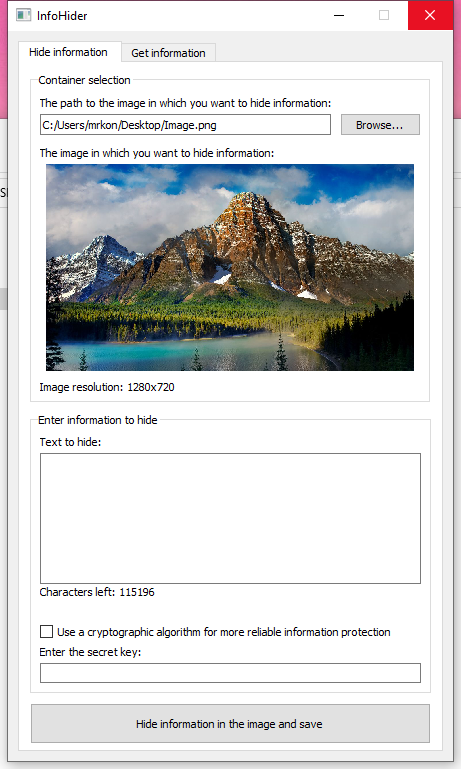 InfoHider
Hide information
Get information
Container selection
The path to the image in which you want to hide information:
C:/Users/mrkon/Desktop/Image.png
Browse...
The image in which you want to hide information:
Image resolution: 1280x720
Enter information to hide
Text to hide:
Characters left: 115196
Use a cryptographic algorithm for more reliable information protection
Enter the secret key:
Hide information in the image and save